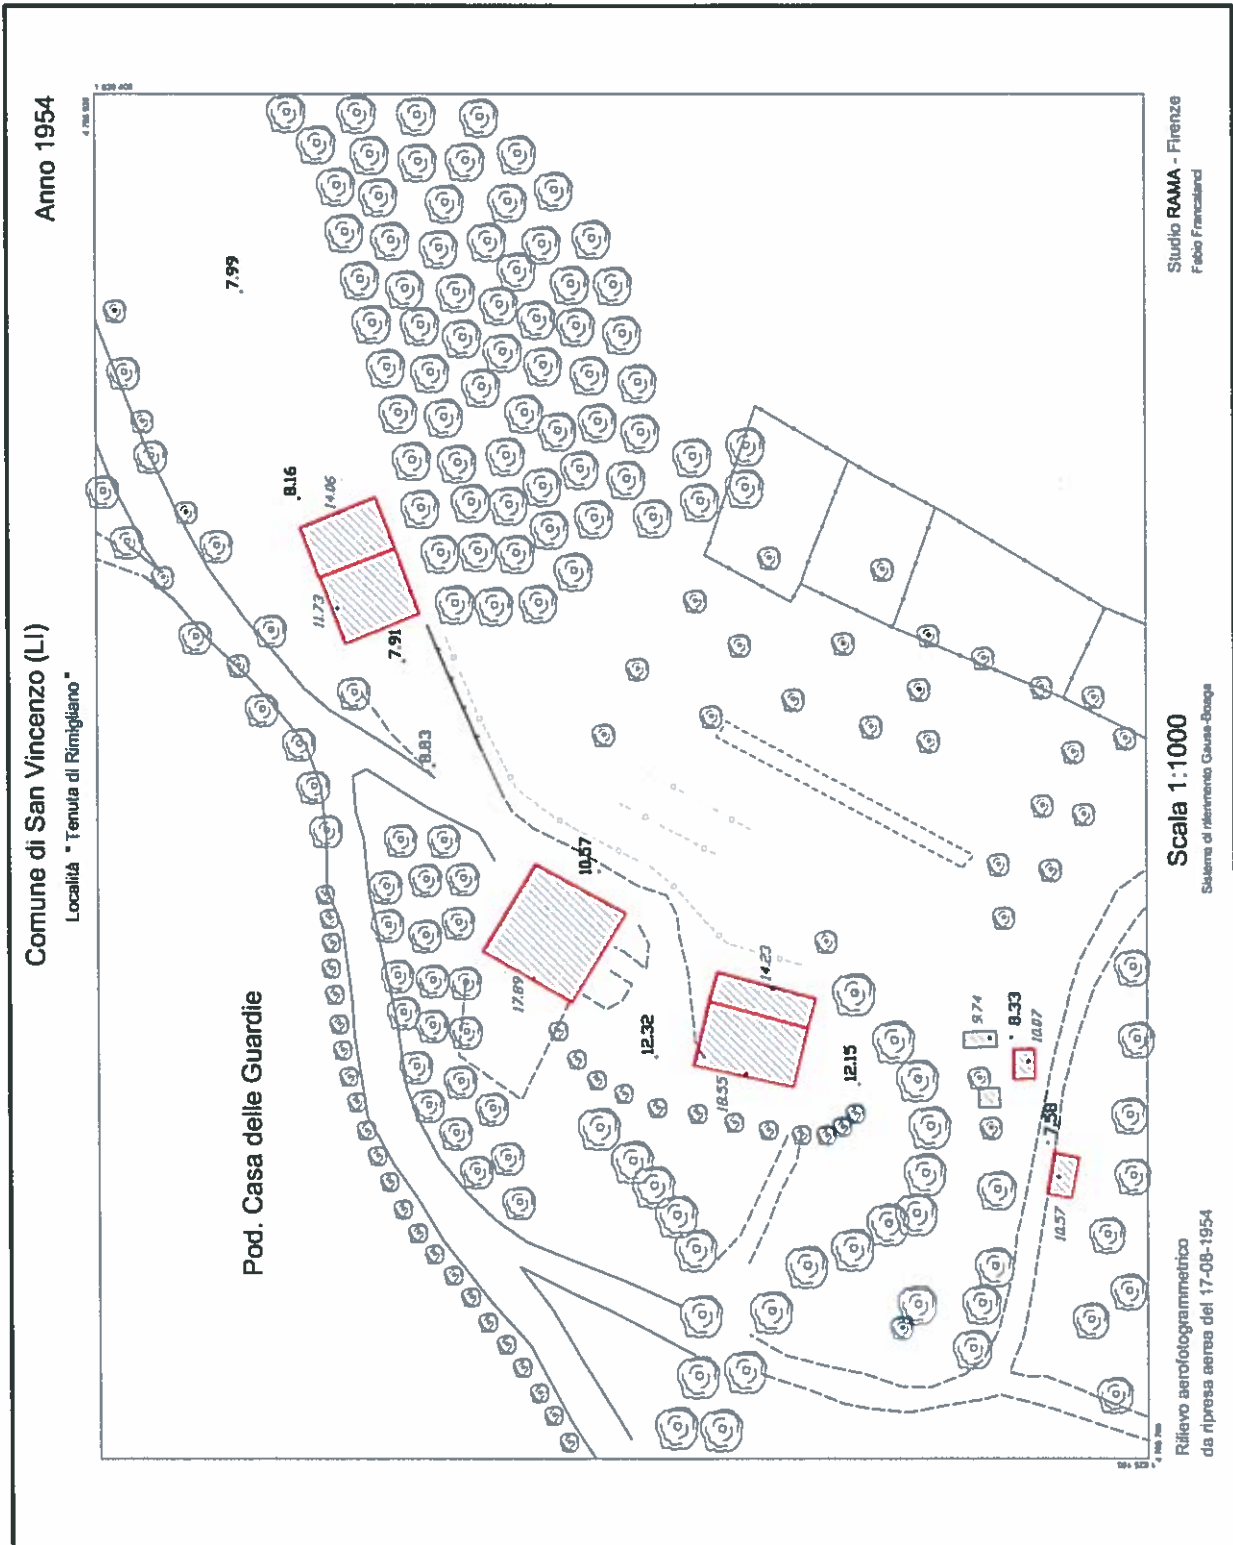 Comune di San Vincenzo (LI)
Anno 1954
Località "Tenuta di Rimigliano"
Pod. Casa delle Guardie
7.99
8.16
14.06
11.73
7.91
8.83
10.57
17.89
12.32
14.23
18.55
12.15
9.74
8.33
10.07
7.58
10.57
Rilievo aerofotogrammetrico
da ripresa aerea del 17-08-1954
Scala 1:1000
Sistema di riferimento Gauss-Boaga
Studio RAMA - Firenze
Fabio Francalanci